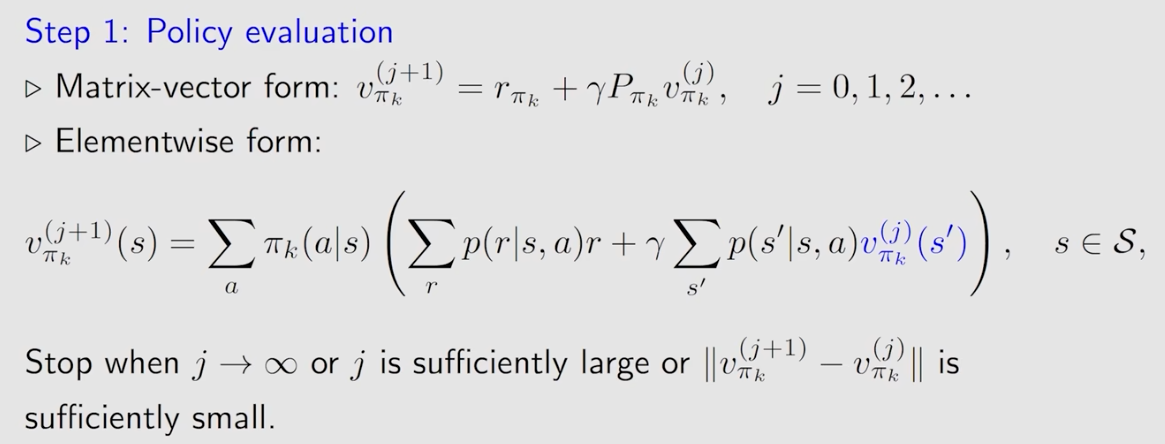 Step 1: Policy evaluation
▷ Matrix-vector form: $v_{\pi_k}^{(j+1)} = r_{\pi_k} + \gamma P_{\pi_k} v_{\pi_k}^{(j)}, \quad j = 0, 1, 2, \ldots$
▷ Elementwise form:
$v_{\pi_k}^{(j+1)}(s) = \sum_a \pi_k(a|s) \left( \sum_r p(r|s, a) r + \gamma \sum_{s'} p(s'|s, a) v_{\pi_k}^{(j)}(s') \right), \quad s \in \mathcal{S},$
Stop when $j \to \infty$ or $j$ is sufficiently large or $\|v_{\pi_k}^{(j+1)} - v_{\pi_k}^{(j)}\|$ is
sufficiently small.